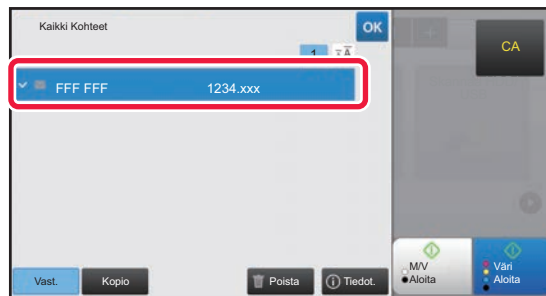 Kaikki Kohteet
OK
CA
1
FFF FFF 1234.xxx
Vast.
Kopio
Poista
Tiedot.
M/V
Aloita
Väri
Aloita